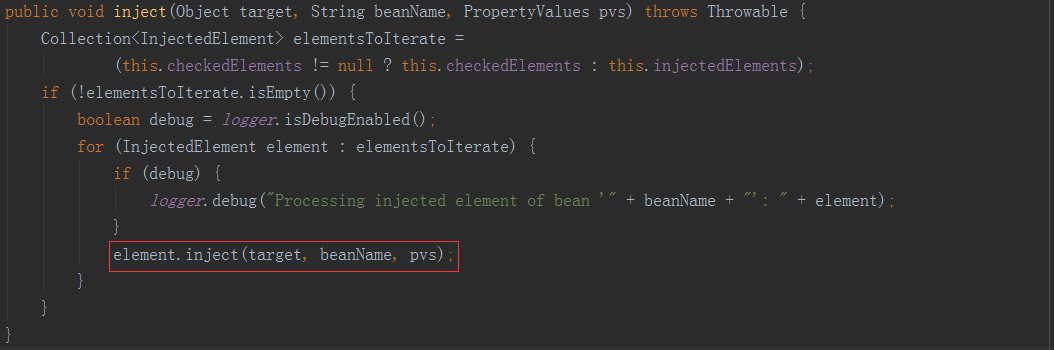 public void inject(Object target, String beanName, PropertyValues pvs) throws Throwable {
    Collection<InjectedElement> elementsToIterate =
            (this.checkedElements != null ? this.checkedElements : this.injectedElements);
    if (!elementsToIterate.isEmpty()) {
        boolean debug = logger.isDebugEnabled();
        for (InjectedElement element : elementsToIterate) {
            if (debug) {
                logger.debug("Processing injected element of bean '" + beanName + "': " + element);
            }
            element.inject(target, beanName, pvs);
        }
    }
}